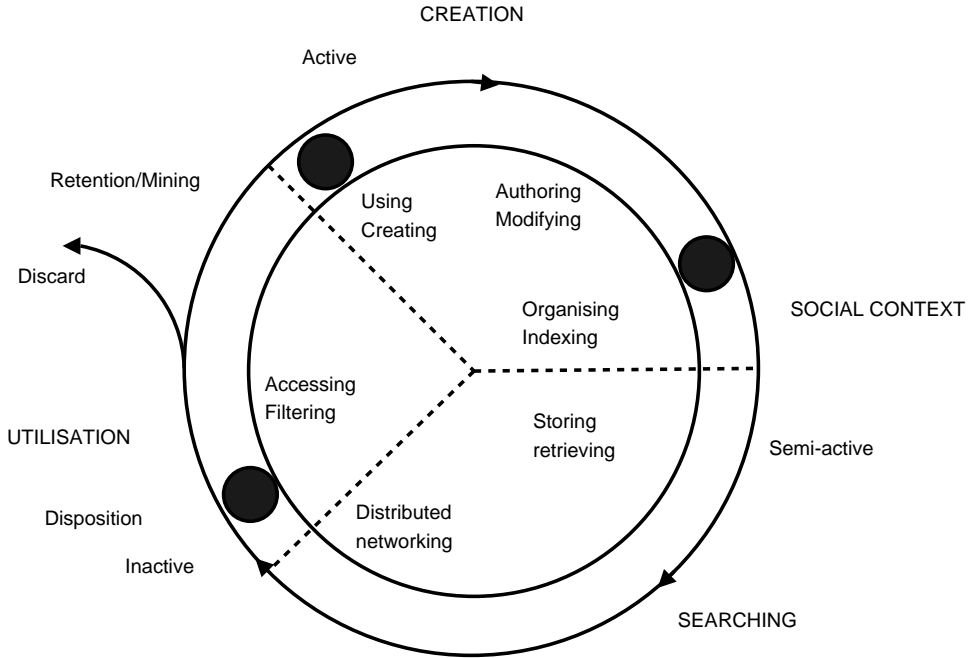 CREATION
Active
Retention/Mining
Using
Creating
Authoring
Modifying
Discard
Organising
Indexing
SOCIAL CONTEXT
Accessing
Filtering
UTILISATION
Storing
retrieving
Semi-active
Disposition
Distributed
networking
Inactive
SEARCHING